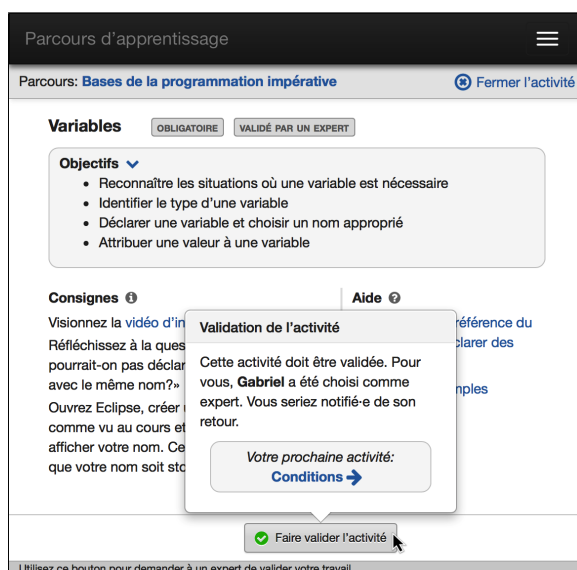 Parcours d'apprentissage
Parcours: Bases de la programmation impérative
Fermer l'activité
Variables
OBLIGATOIRE
VALIDÉ PAR UN EXPERT
Objectifs
• Reconnaître les situations où une variable est nécessaire
• Identifier le type d'une variable
• Déclarer une variable et choisir un nom approprié
• Attribuer une valeur à une variable
Consignes
Visionnez la vidéo d'in
Réfléchissez à la ques
pourrait-on pas déclar
avec le même nom?»
Ouvrez Eclipse, créer
comme vu au cours et
afficher votre nom. Ce
que votre nom soit sto
Aide
référence du
clarer des
mples
Validation de l'activité
Cette activité doit être validée. Pour
vous, Gabriel a été choisi comme
expert. Vous seriez notifié·e de son
retour.
Votre prochaine activité:
Conditions
Faire valider l'activité
Utilisez ce bouton pour demander à un expert de valider votre travail